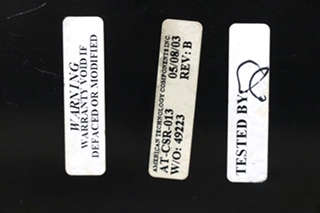 WARNING
WARRANTY VOID IF
DEFACED OR MODIFIED
AMERICAN TECHNOLOGY COMPONENTS INC.
AT-CSR-013 05/08/03
W/O: 49223 REV: B
TESTED BY